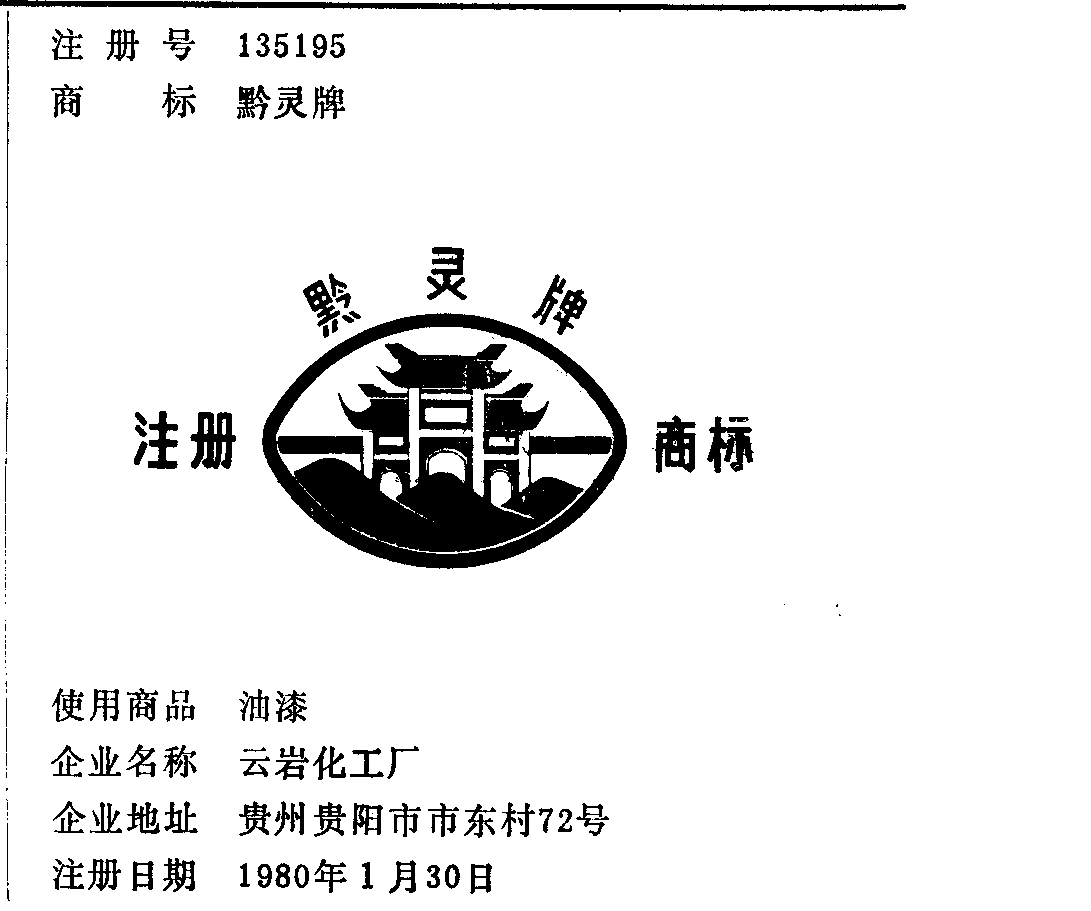 注册号 135195
商标 黔灵牌
黔灵牌
注册 商标
使用商品 油漆
企业名称 云岩化工厂
企业地址 贵州贵阳市市东村72号
注册日期 1980年1月30日